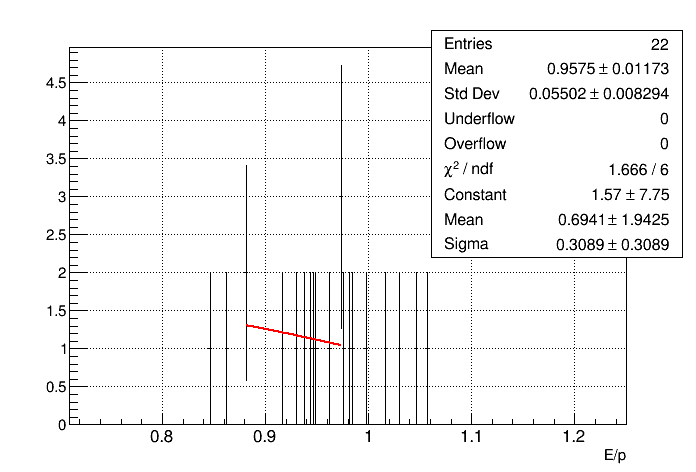 Entries 22
Mean 0.9575 ± 0.01173
Std Dev 0.05502 ± 0.008294
Underflow 0
Overflow 0
χ² / ndf 1.666 / 6
Constant 1.57 ± 7.75
Mean 0.6941 ± 1.9425
Sigma 0.3089 ± 0.3089
4.5
4
3.5
3
2.5
2
1.5
1
0.5
0
0.8 0.9 1 1.1 1.2
E/p